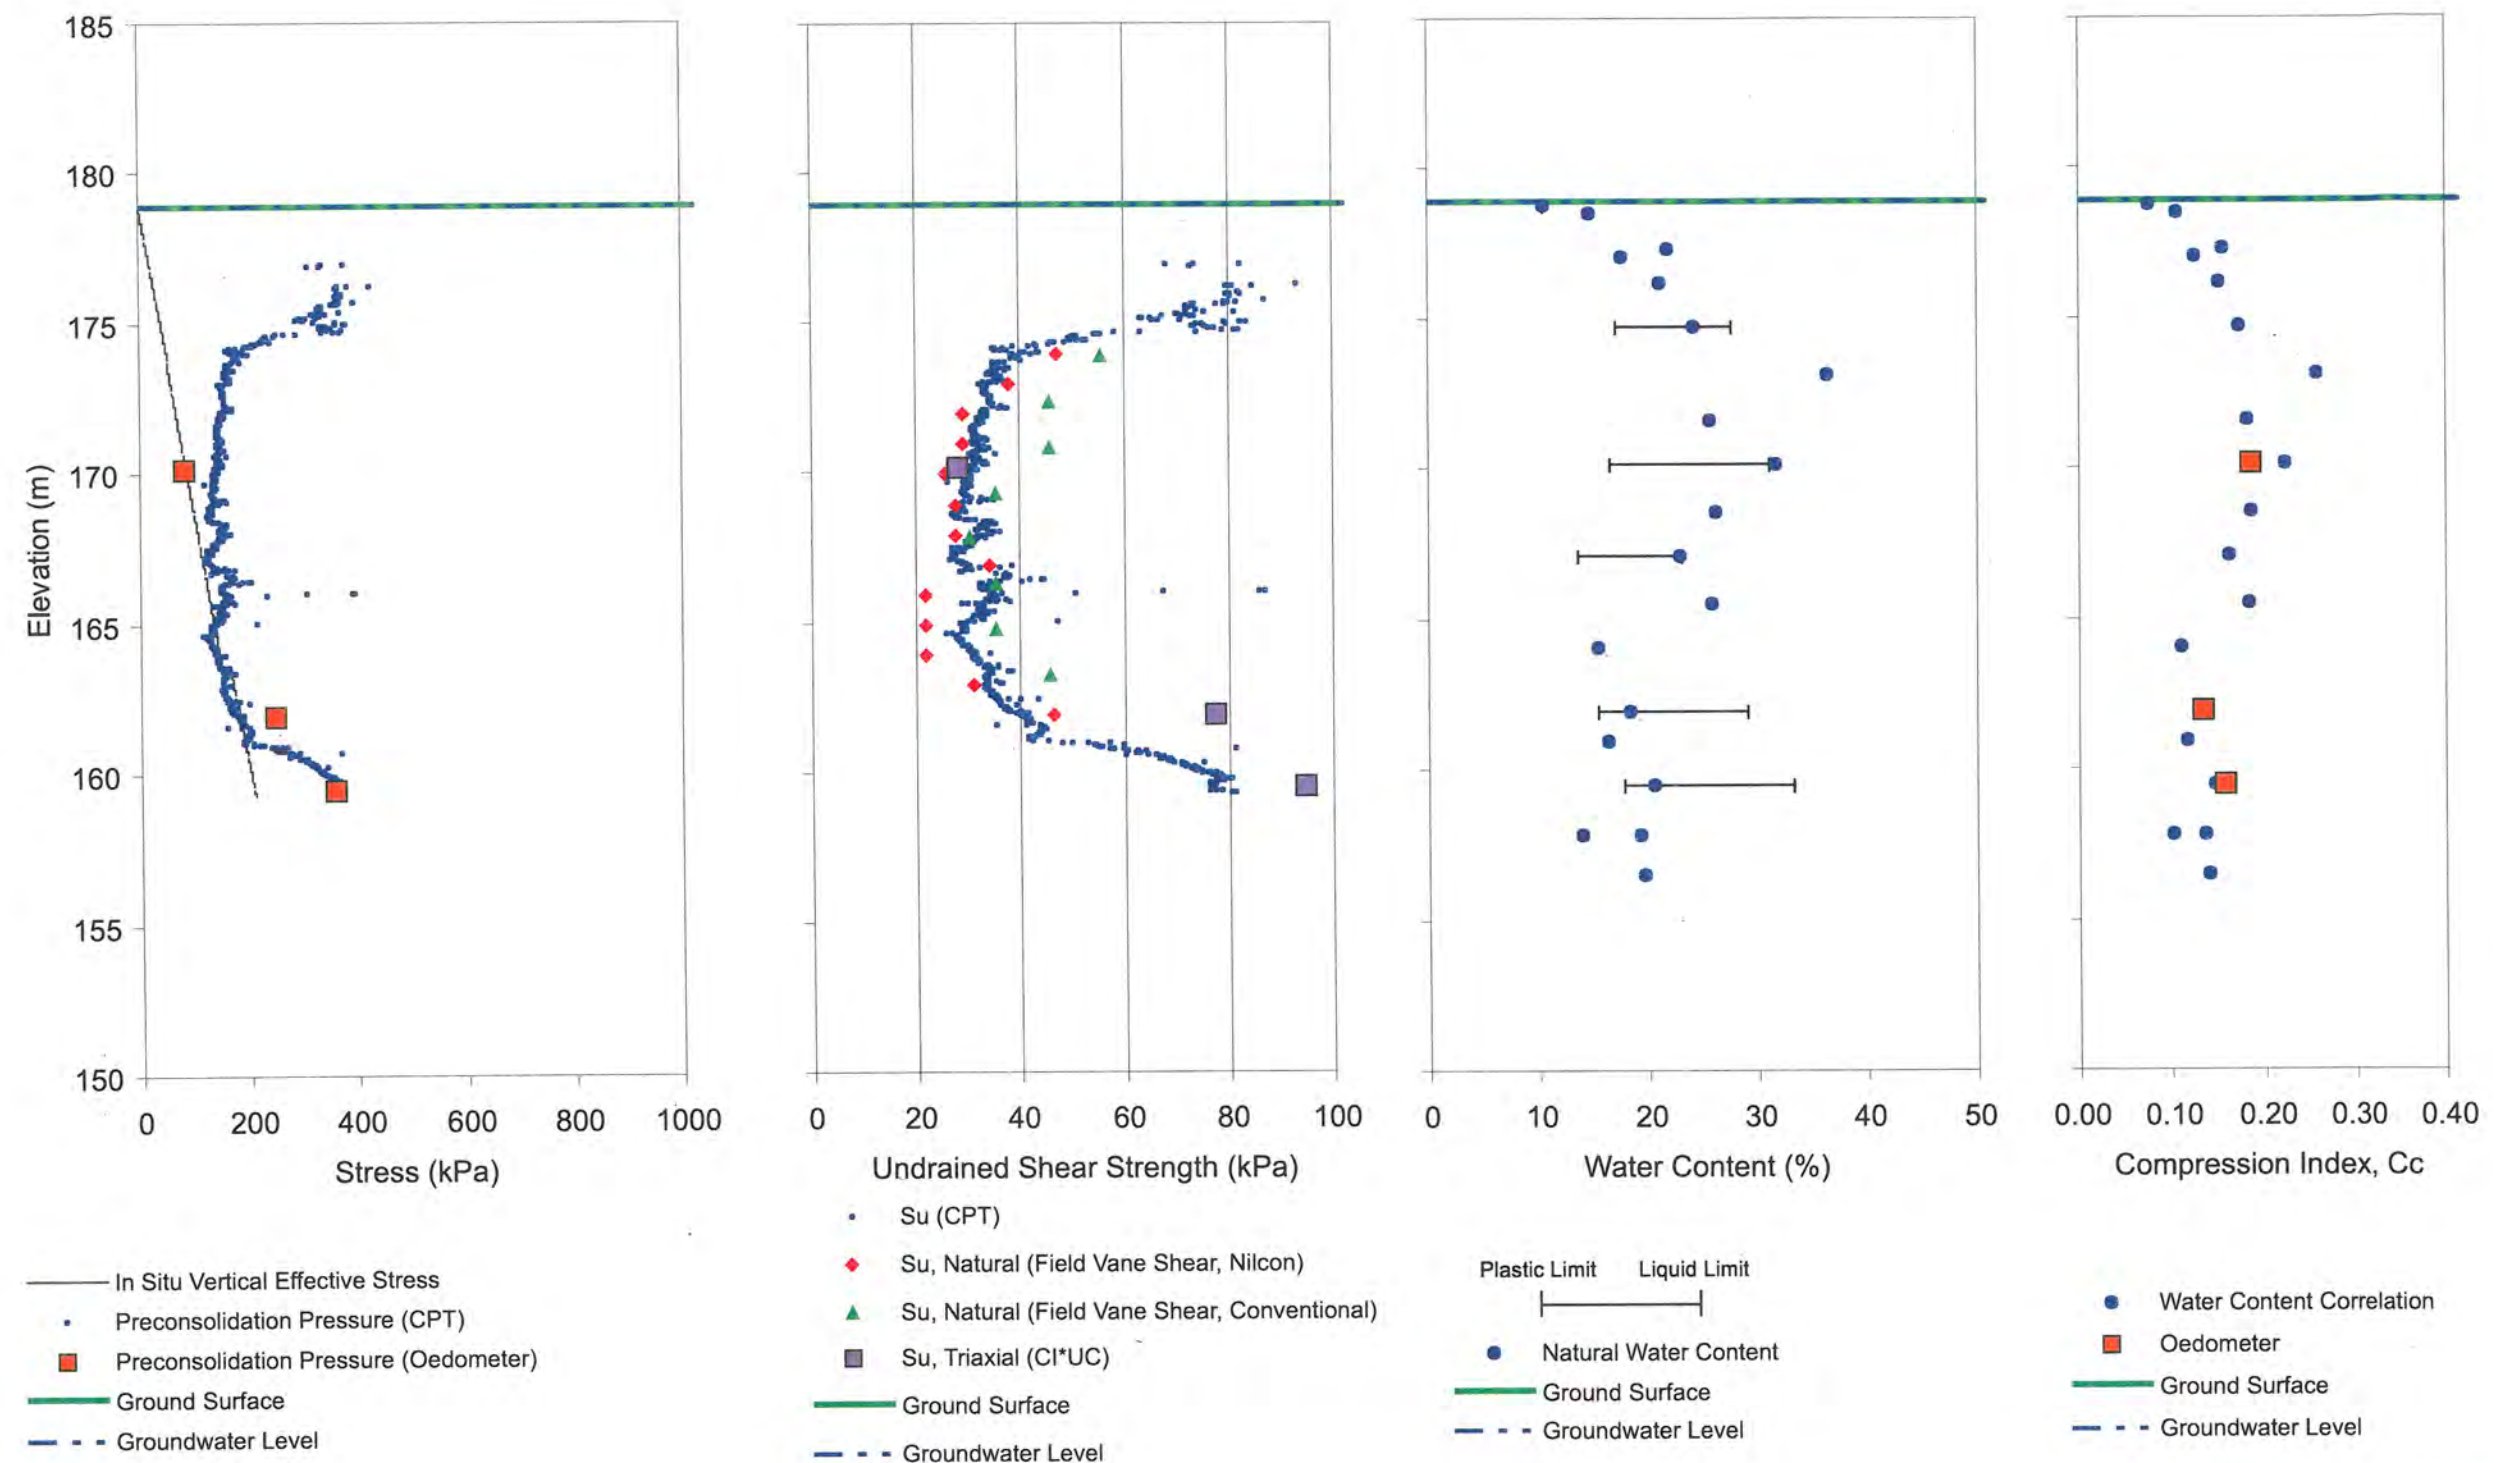 185
180
175
170
165
160
155
150
Elevation (m)
0 200 400 600 800 1000
Stress (kPa)
In Situ Vertical Effective Stress
Preconsolidation Pressure (CPT)
Preconsolidation Pressure (Oedometer)
Ground Surface
Groundwater Level
0 20 40 60 80 100
Undrained Shear Strength (kPa)
Su (CPT)
Su, Natural (Field Vane Shear, Nilcon)
Su, Natural (Field Vane Shear, Conventional)
Su, Triaxial (CI*UC)
Ground Surface
Groundwater Level
0 10 20 30 40 50
Water Content (%)
Plastic Limit Liquid Limit
Natural Water Content
Ground Surface
Groundwater Level
0.00 0.10 0.20 0.30 0.40
Compression Index, Cc
Water Content Correlation
Oedometer
Ground Surface
Groundwater Level